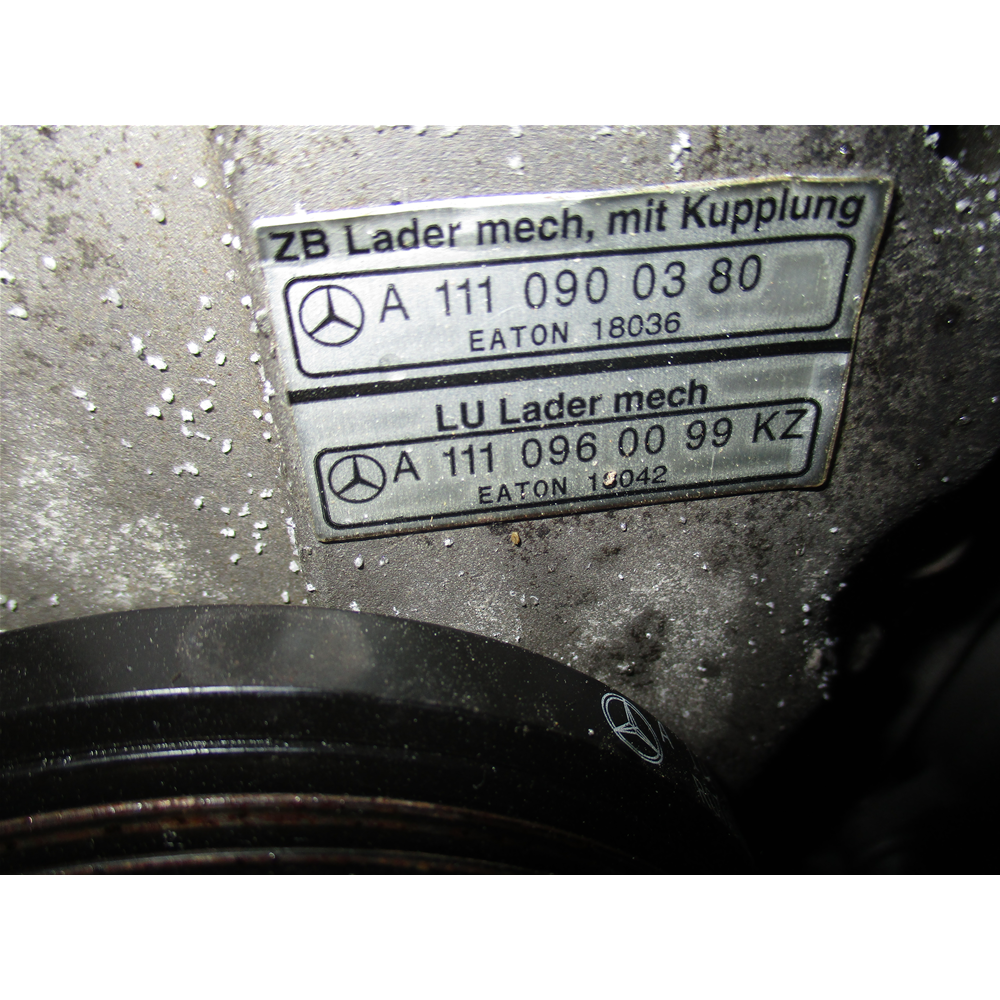 ZB Lader mech, mit Kupplung
A 111 090 03 80
EATON 18036
LU Lader mech
A 111 096 00 99 KZ
EATON 18042